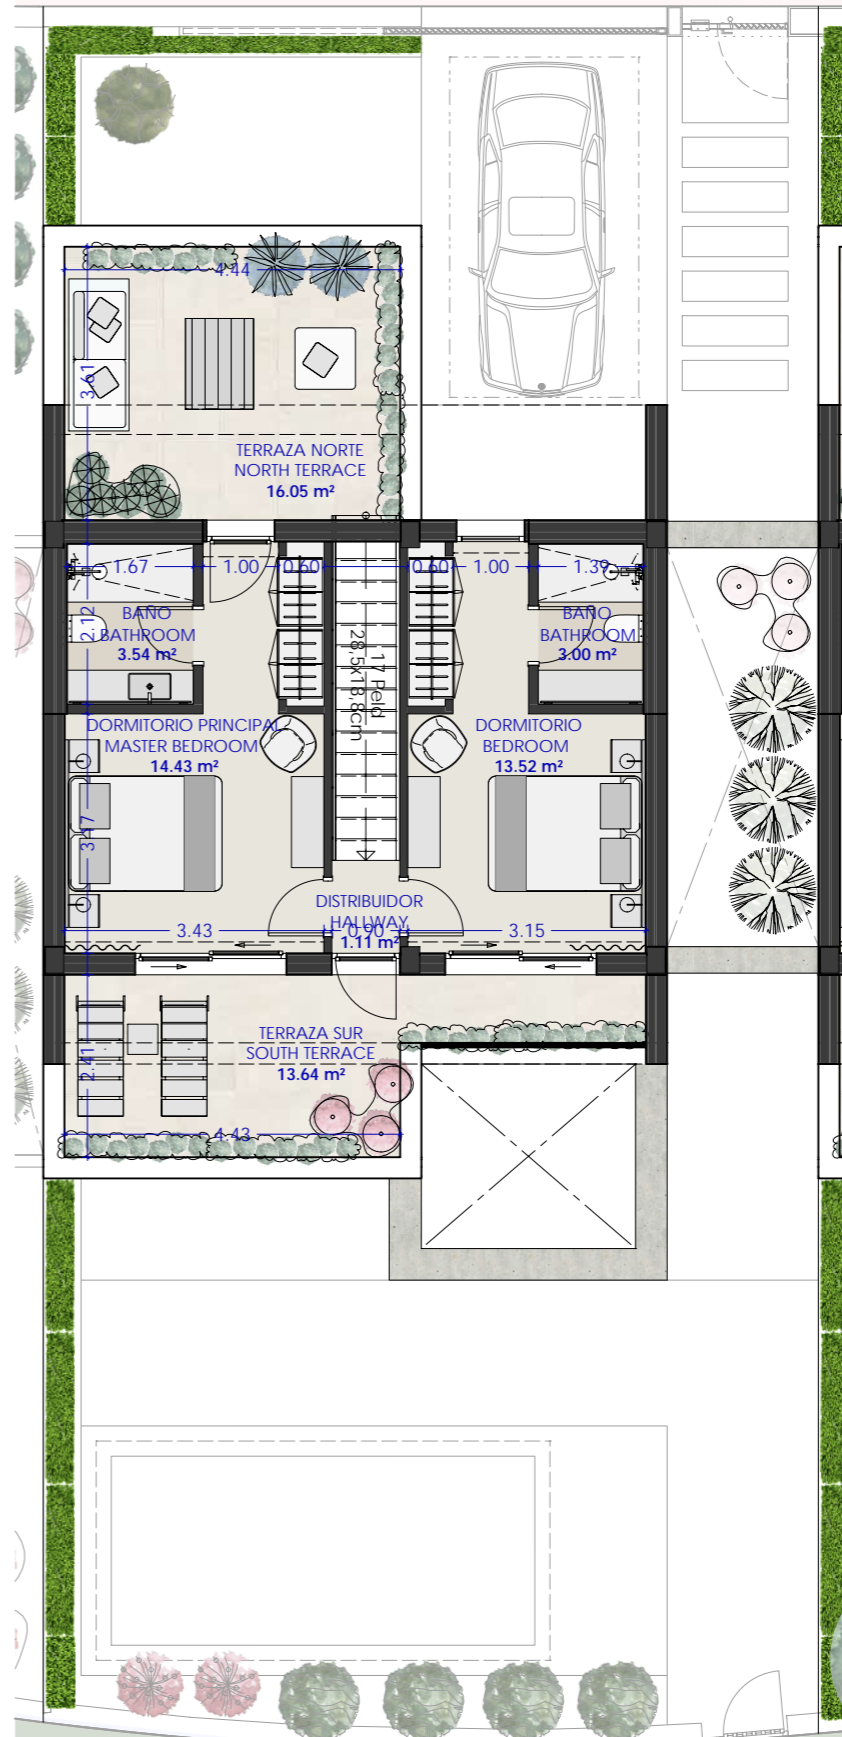 4.44
3.61
TERRAZA NORTE
NORTH TERRACE
16.05 m²
1.67
1.00
0.60
0.60
1.00
1.39
2.12
BAÑO
BATHROOM
3.54 m²
17 Peld
28,5x18,8cm
BAÑO
BATHROOM
3.00 m²
DORMITORIO PRINCIPAL
MASTER BEDROOM
14.43 m²
DORMITORIO
BEDROOM
13.52 m²
3.17
DISTRIBUIDOR
HALLWAY
1.11 m²
3.43
0.90
3.15
TERRAZA SUR
SOUTH TERRACE
13.64 m²
2.41
4.43